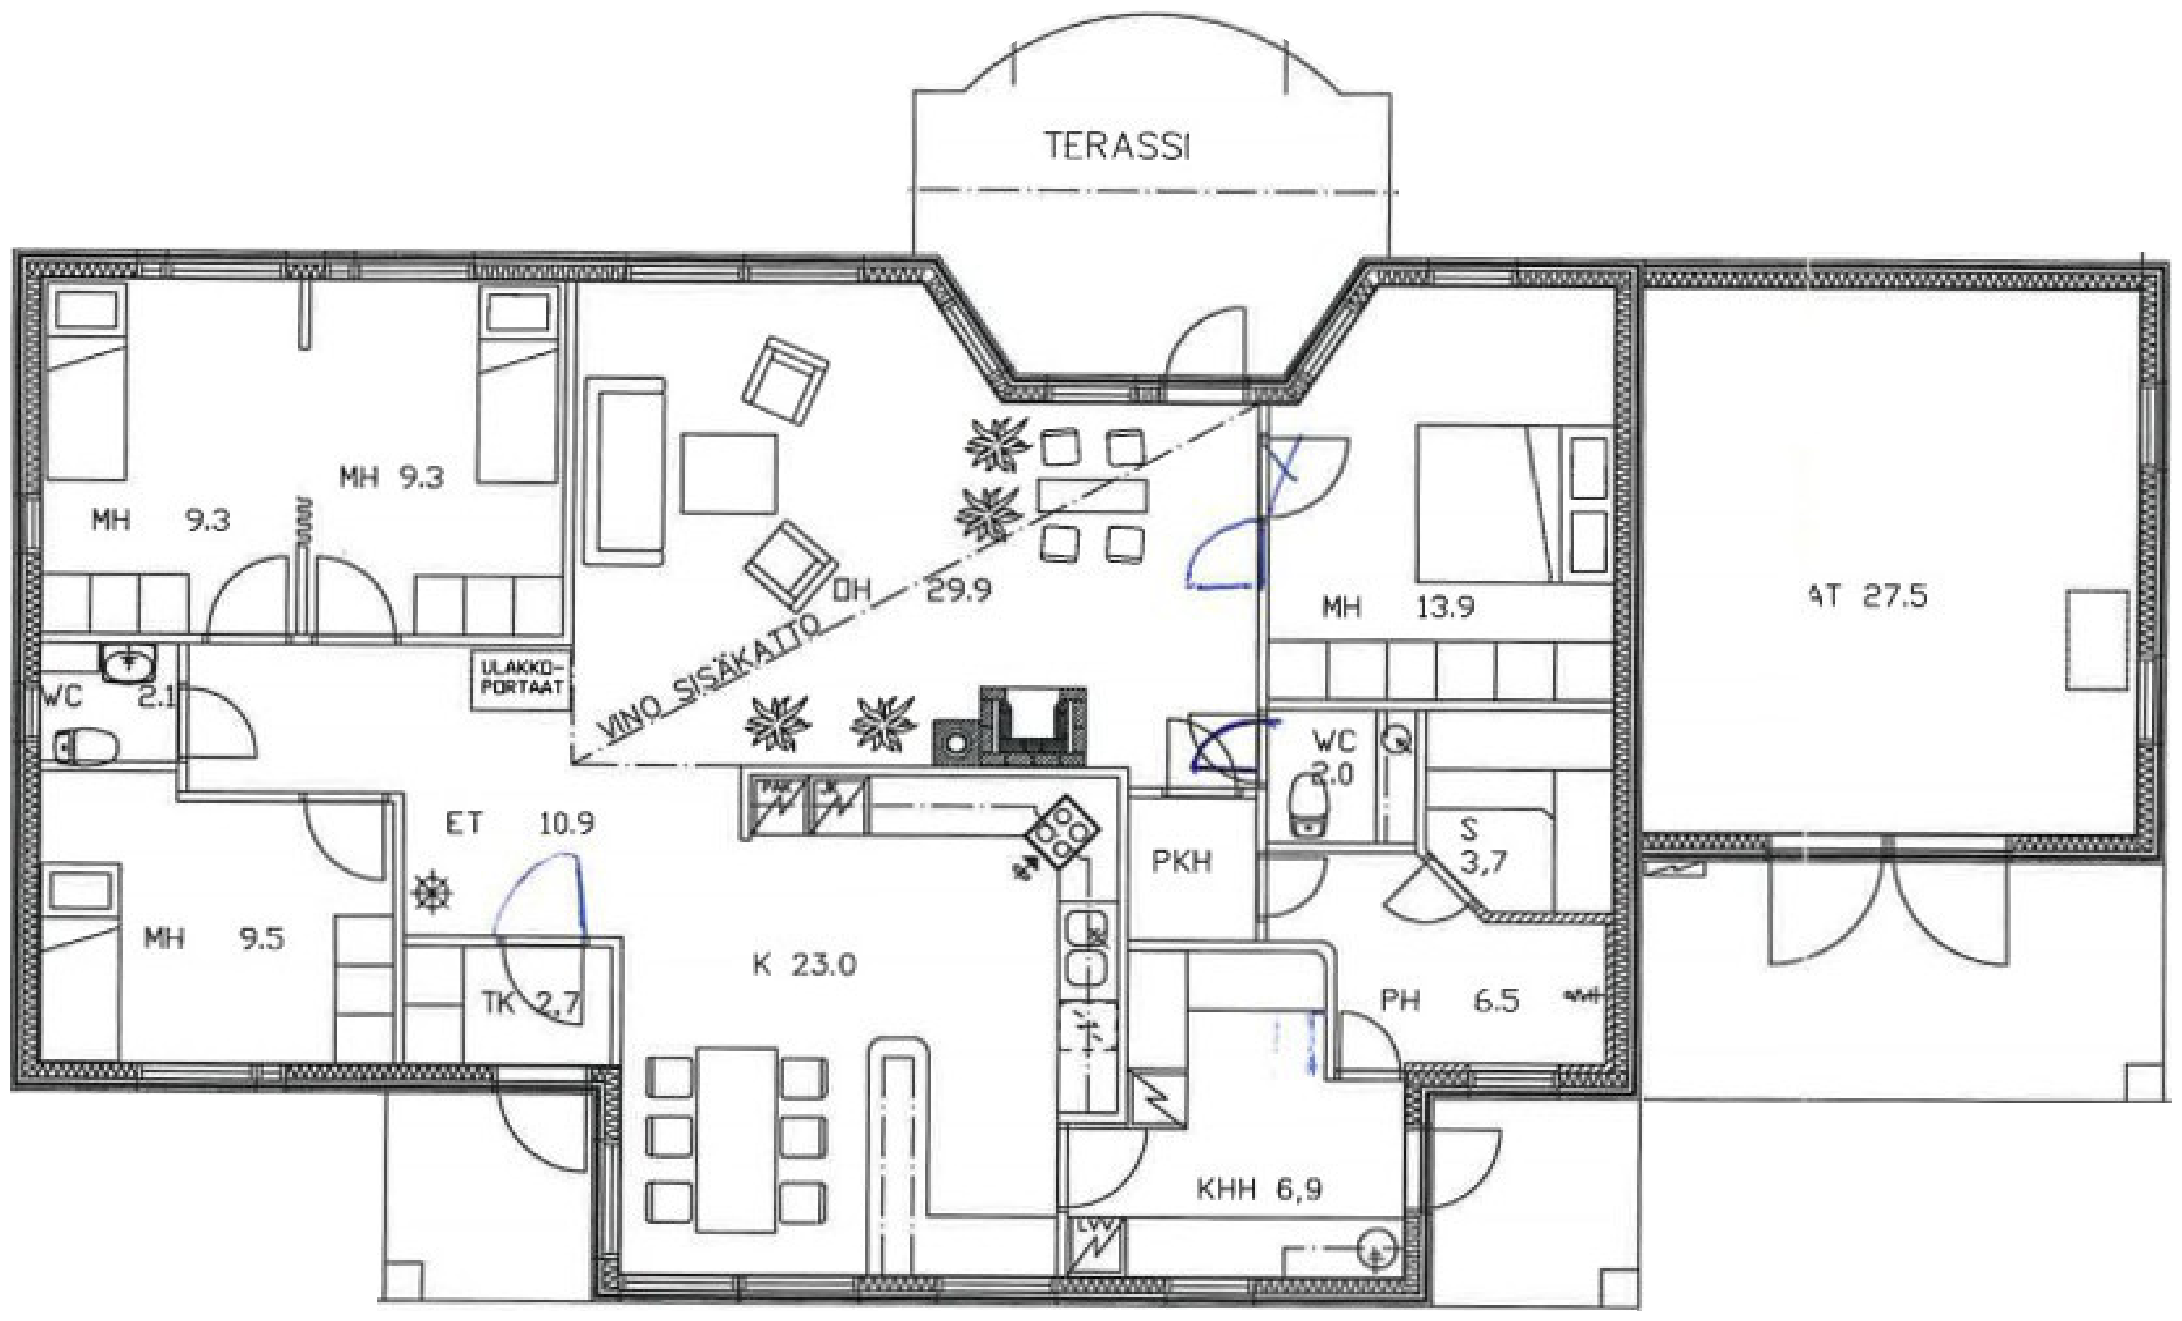 TERASSI
MH 9.3
MH 9.3
OH 29.9
VINO SISÄKATTO
MH 13.9
AT 27.5
WC 2.1
ULAKKO-
PORTAAT
WC
2.0
S
3,7
ET 10.9
PKH
MH 9.5
TK 2,7
K 23.0
PH 6.5
KHH 6,9
LVV
JK